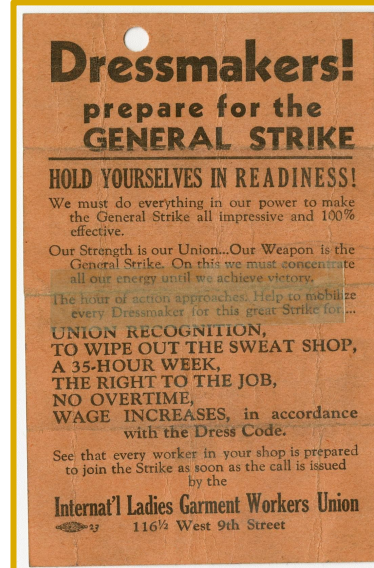 Dressmakers!
prepare for the
GENERAL STRIKE
HOLD YOURSELVES IN READINESS!
We must do everything in our power to make
the General Strike all impressive and 100%
effective.
Our Strength is our Union...Our Weapon is the
General Strike. On this we must concentrate
all our energy until we achieve victory.
The hour of action approaches. Help to mobilize
every Dressmaker for this great Strike for ...
UNION RECOGNITION,
TO WIPE OUT THE SWEAT SHOP,
A 35-HOUR WEEK,
THE RIGHT TO THE JOB,
NO OVERTIME,
WAGE INCREASES, in accordance
with the Dress Code.
See that every worker in your shop is prepared
to join the Strike as soon as the call is issued
by the
Internat'l Ladies Garment Workers Union
23 116½ West 9th Street